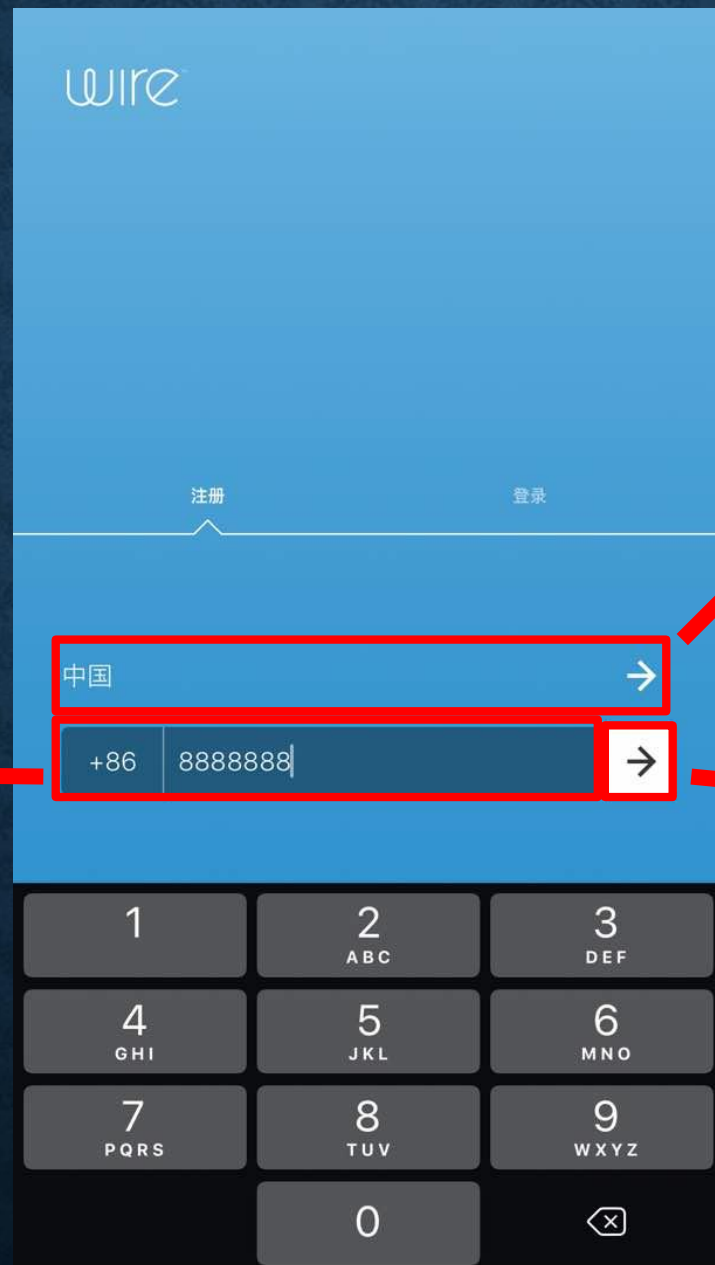 wire
注册 登录
中国 →
+86 8888888 →
1 2 3
ABC DEF
4 5 6
GHI JKL MNO
7 8 9
PQRS TUV WXYZ
0